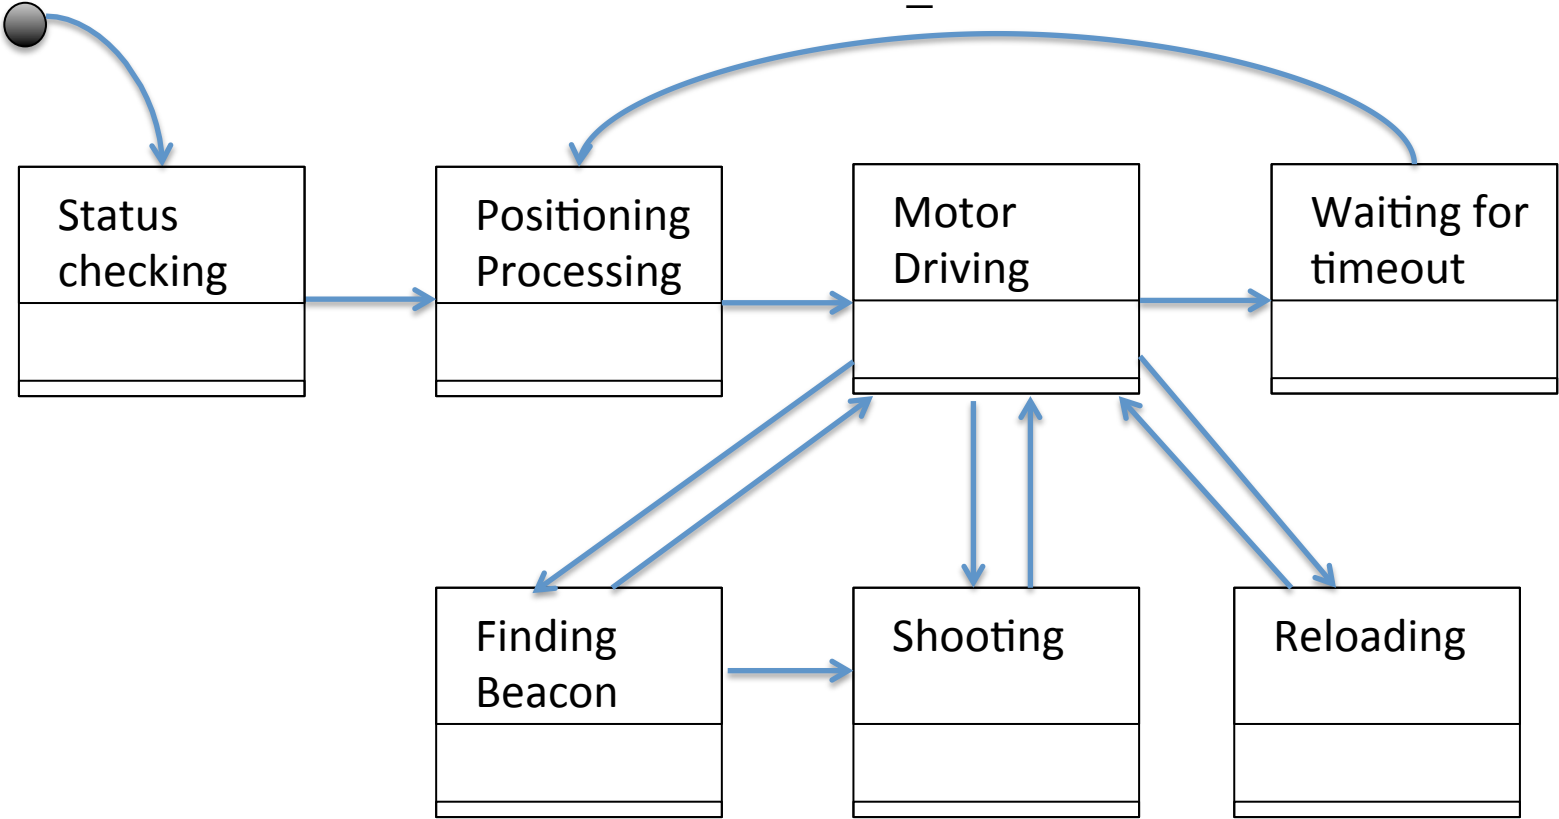 Status
checking
Positioning
Processing
Motor
Driving
Waiting for
timeout
Finding
Beacon
Shooting
Reloading